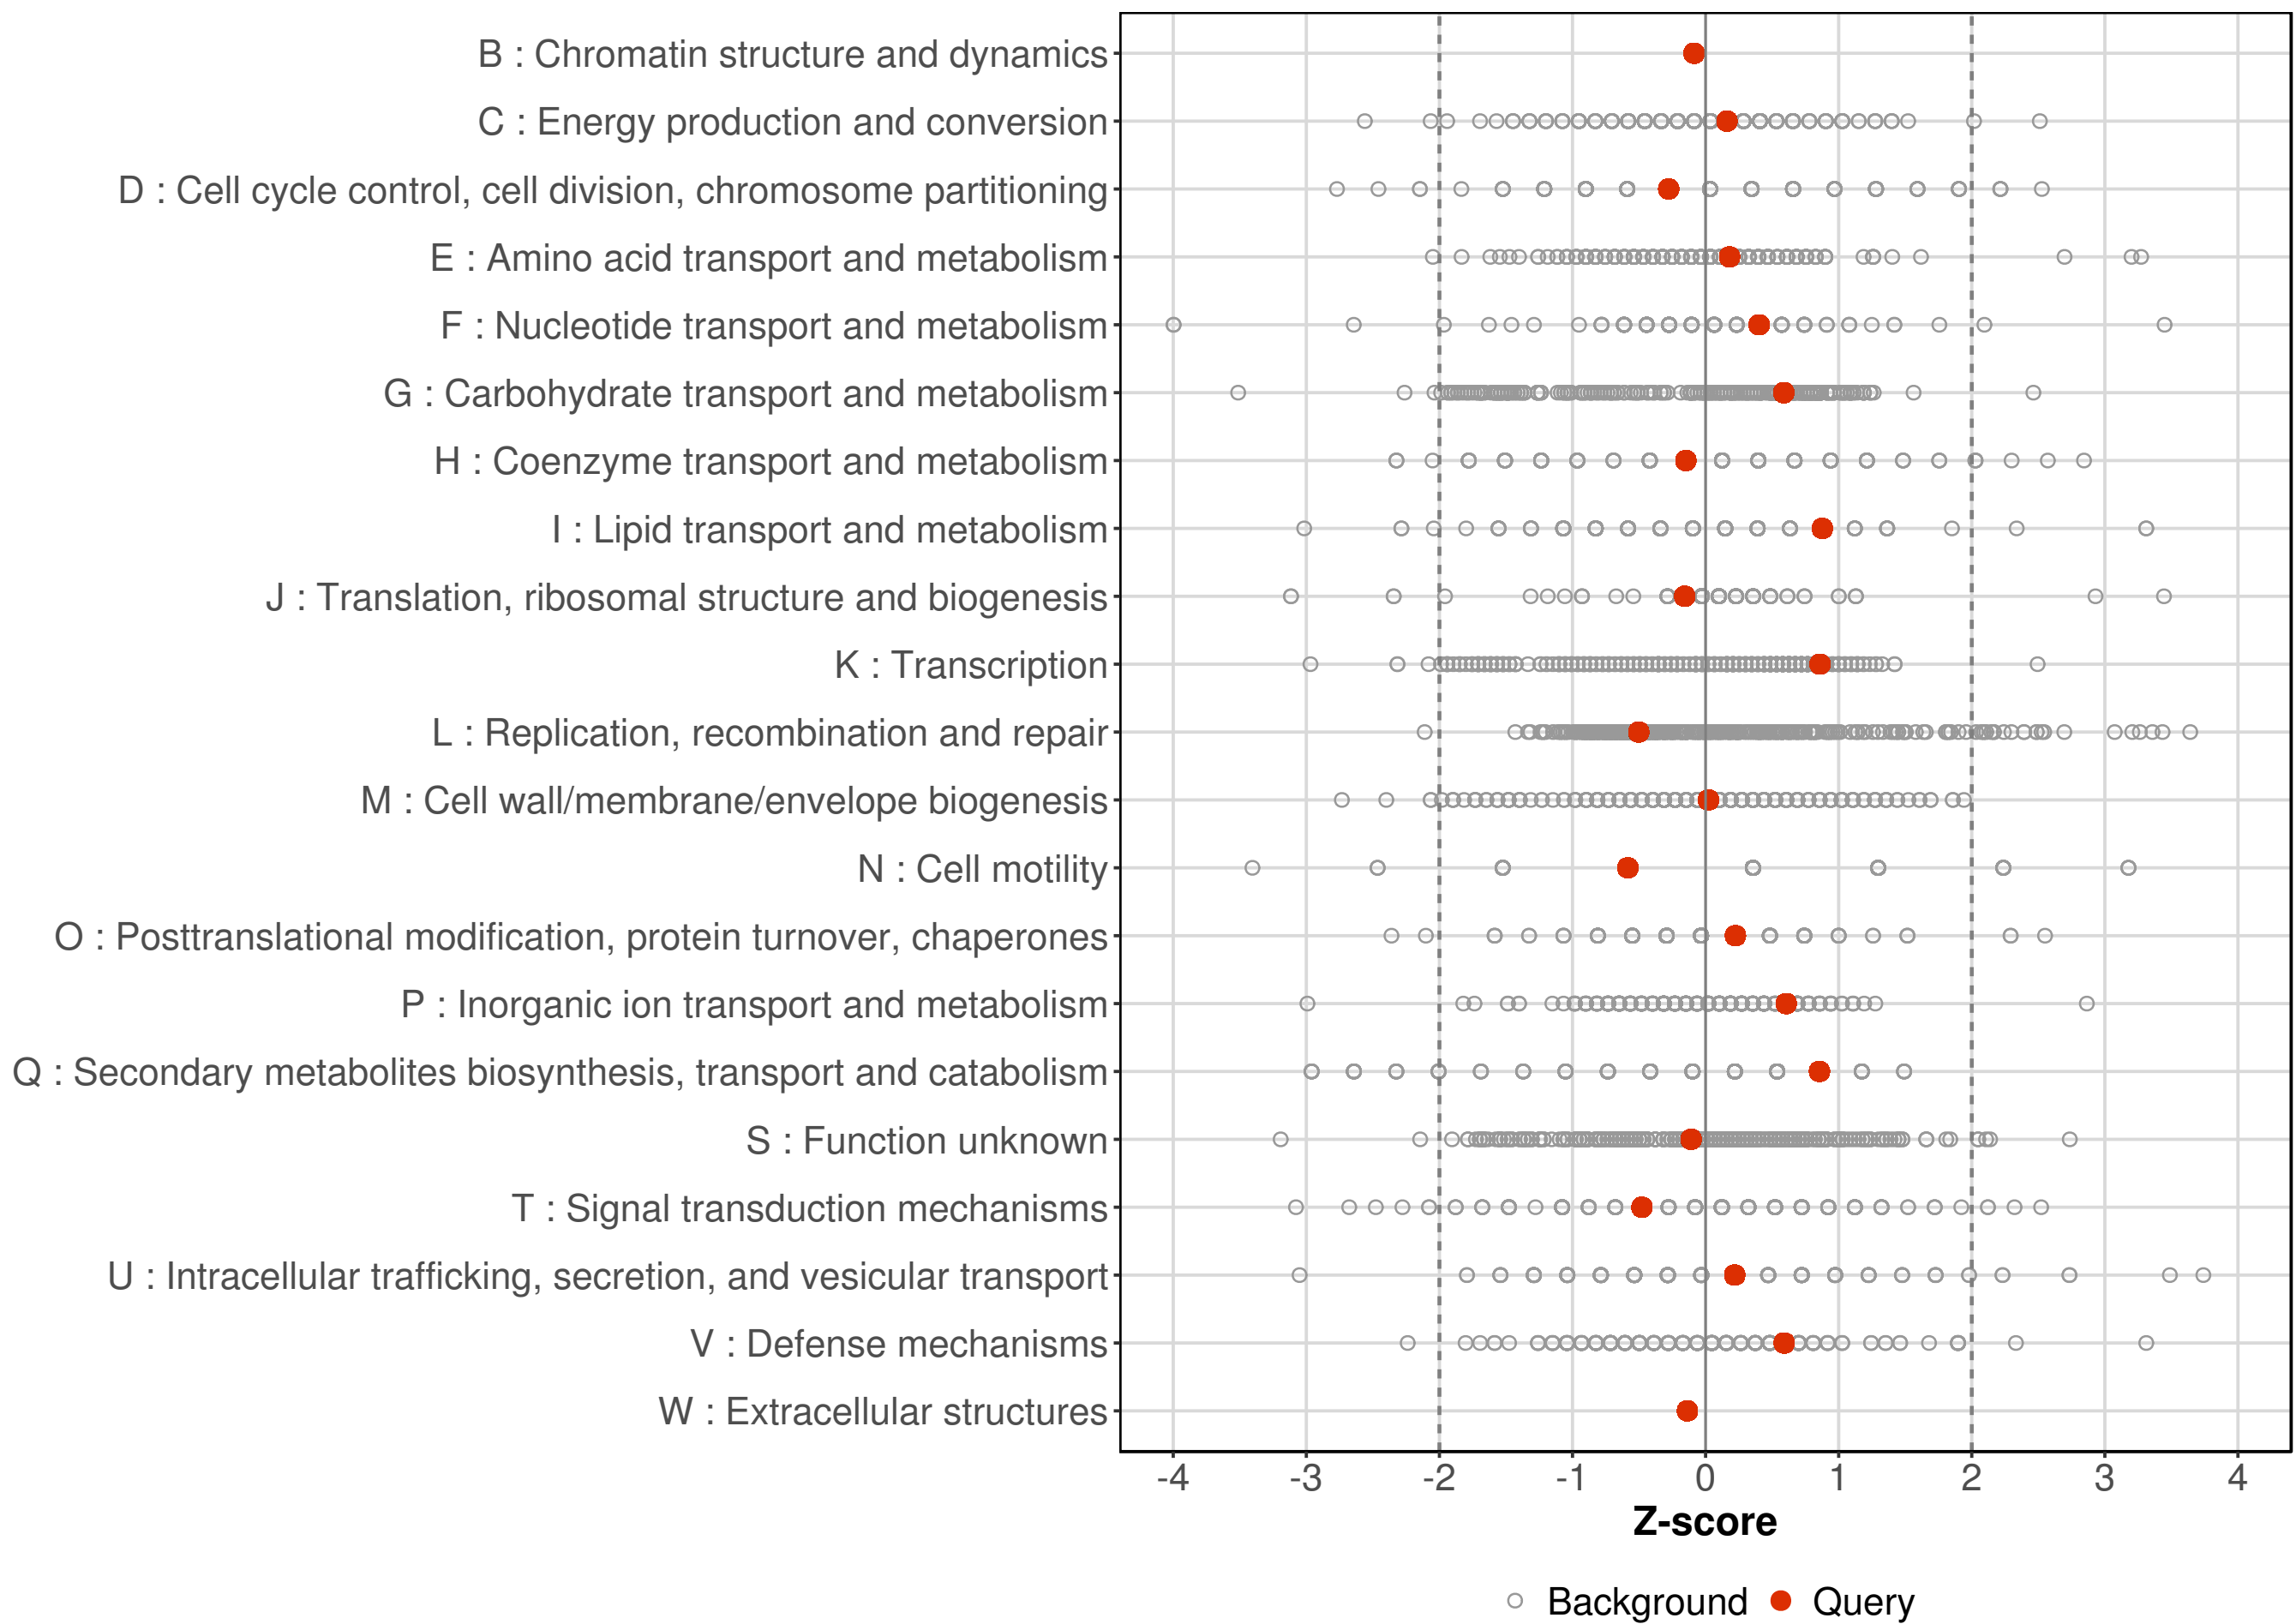 B : Chromatin structure and dynamics
C : Energy production and conversion
D : Cell cycle control, cell division, chromosome partitioning
E : Amino acid transport and metabolism
F : Nucleotide transport and metabolism
G : Carbohydrate transport and metabolism
H : Coenzyme transport and metabolism
I : Lipid transport and metabolism
J : Translation, ribosomal structure and biogenesis
K : Transcription
L : Replication, recombination and repair
M : Cell wall/membrane/envelope biogenesis
N : Cell motility
O : Posttranslational modification, protein turnover, chaperones
P : Inorganic ion transport and metabolism
Q : Secondary metabolites biosynthesis, transport and catabolism
S : Function unknown
T : Signal transduction mechanisms
U : Intracellular trafficking, secretion, and vesicular transport
V : Defense mechanisms
W : Extracellular structures
-4 -3 -2 -1 0 1 2 3 4
Z-score
Background Query